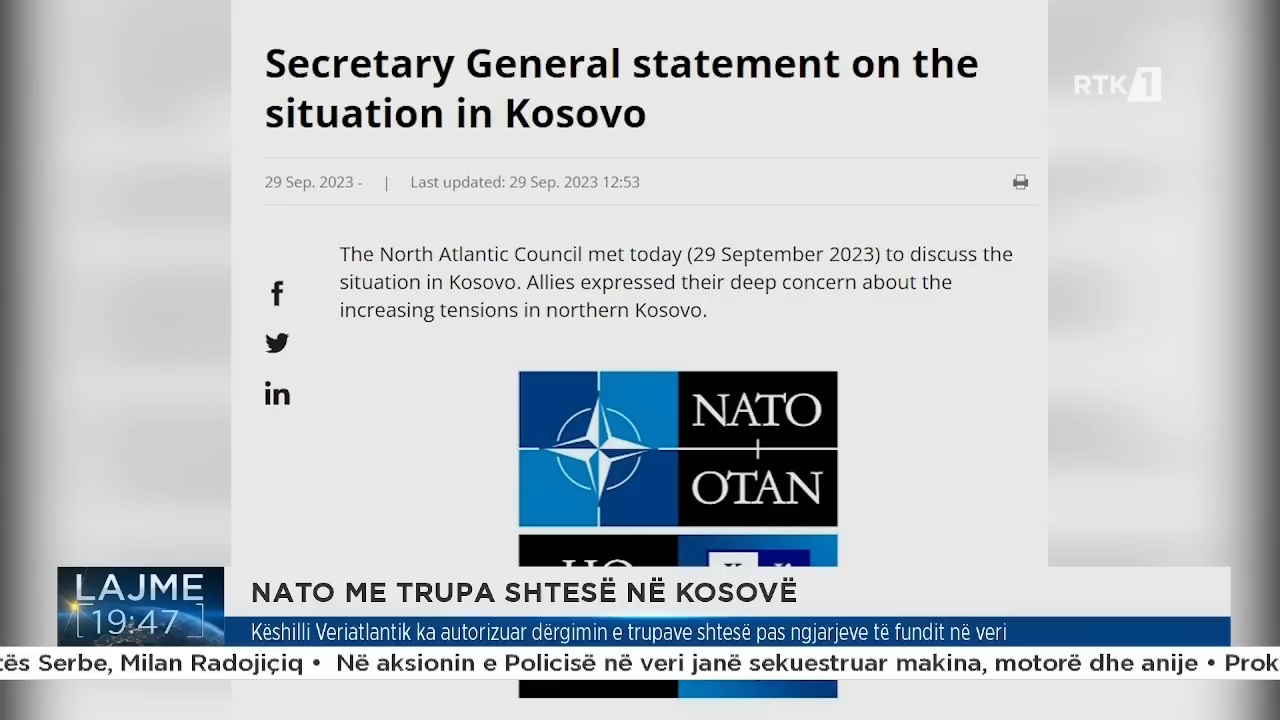 Secretary General statement on the
situation in Kosovo
RTK 1
29 Sep. 2023 - | Last updated: 29 Sep. 2023 12:53
The North Atlantic Council met today (29 September 2023) to discuss the
situation in Kosovo. Allies expressed their deep concern about the
increasing tensions in northern Kosovo.
f
in
NATO
OTAN
LAJME
19:47
NATO ME TRUPA SHTESË NË KOSOVË
Këshilli Veriatlantik ka autorizuar dërgimin e trupave shtesë pas ngjarjeve të fundit në veri
tës Serbe, Milan Radojiçiq • Në aksionin e Policisë në veri janë sekuestruar makina, motorë dhe anije • Prok